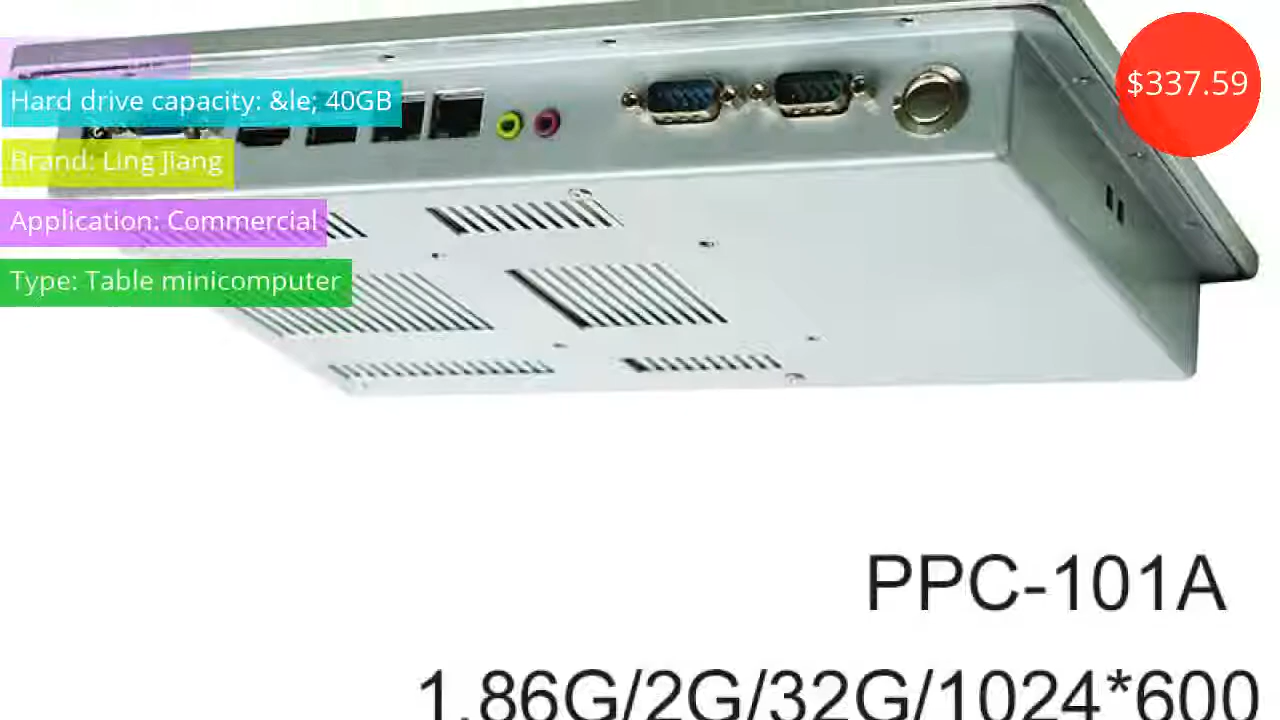 $337.59
Hard drive capacity: &le; 40GB
Brand: Ling Jiang
Application: Commercial
Type: Table minicomputer
PPC-101A
1.86G/2G/32G/1024*600